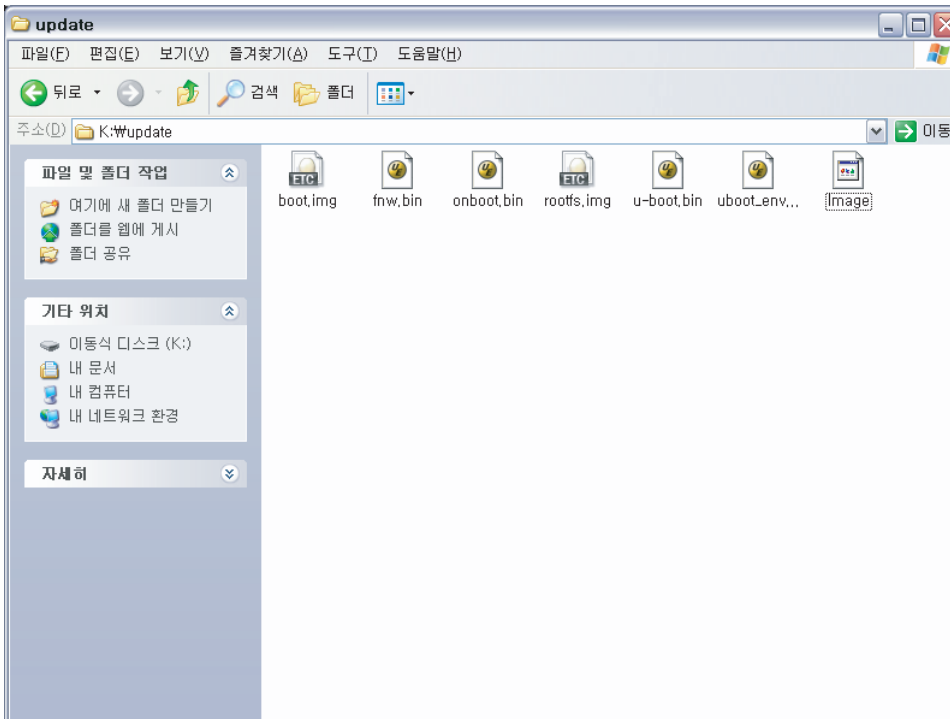 update
파일(F) 편집(E) 보기(V) 즐겨찾기(A) 도구(T) 도움말(H)
뒤로 검색 폴더
주소(D) K:₩update 이동
파일 및 폴더 작업
여기에 새 폴더 만들기
폴더를 웹에 게시
폴더 공유
기타 위치
이동식 디스크 (K:)
내 문서
내 컴퓨터
내 네트워크 환경
자세히
ETC ETC
boot.img fnw.bin onboot.bin rootfs.img u-boot.bin uboot_env... Image